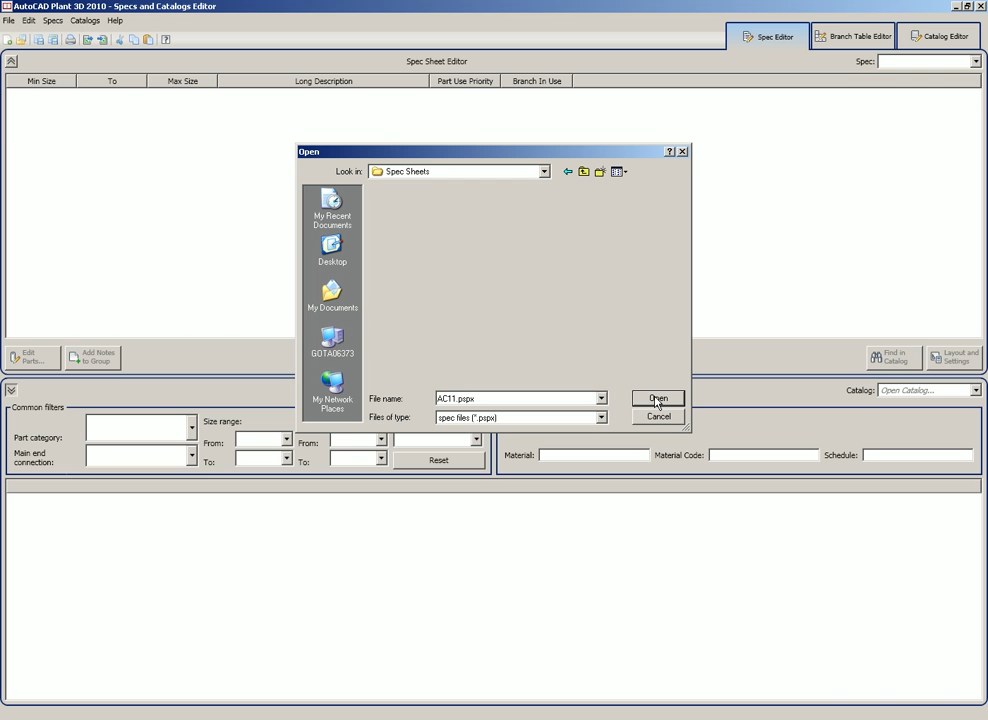 AutoCAD Plant 3D 2010 - Specs and Catalogs Editor
File Edit Specs Catalogs Help
Spec Editor Branch Table Editor Catalog Editor
Spec Sheet Editor Spec:
Min Size To Max Size Long Description Part Use Priority Branch In Use
Open
Look in: Spec Sheets
My Recent
Documents
Desktop
My Documents
GOTA06373
My Network
Places
File name: AC11.pspx Open
Files of type: spec files (*.pspx) Cancel
Edit
Parts...
Add Notes
to Group
Find in
Catalog
Layout and
Settings
Catalog: Open Catalog...
Common filters
Part category:
Size range:
From: From:
Main end
connection:
To: To:
Reset
Material: Material Code: Schedule: